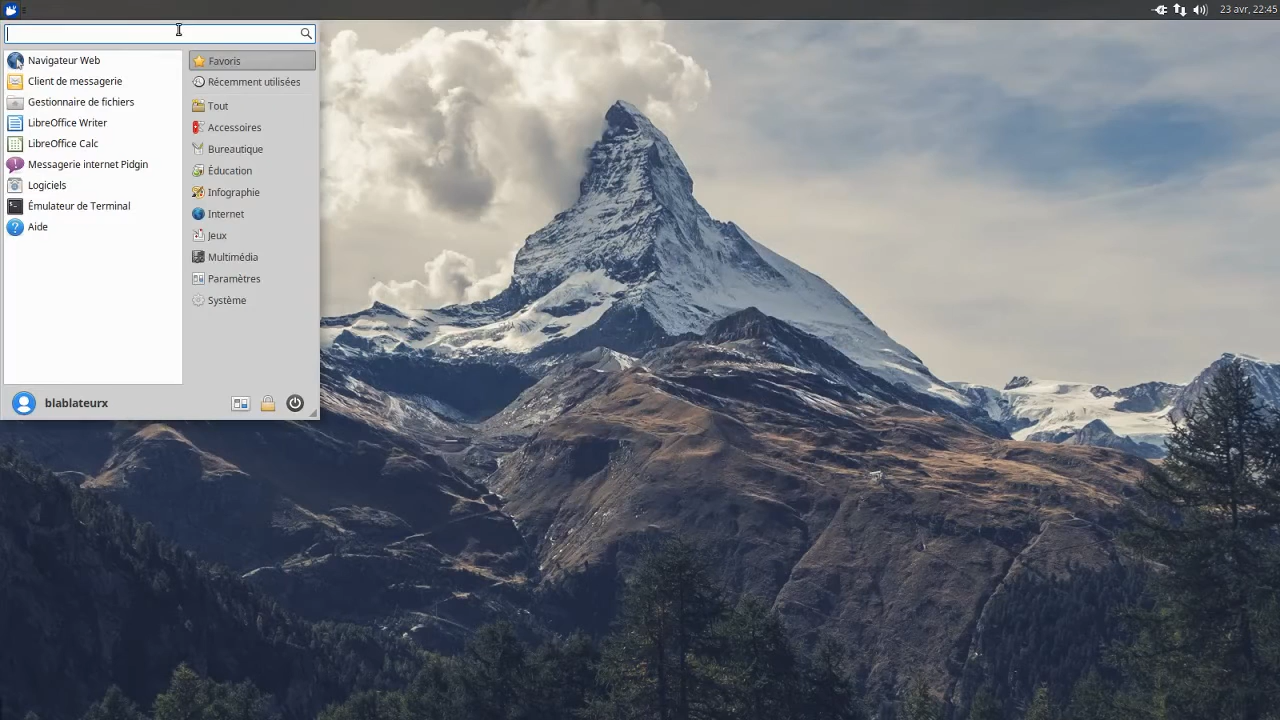 23 avr, 22:45
Navigateur Web
Client de messagerie
Gestionnaire de fichiers
LibreOffice Writer
LibreOffice Calc
Messagerie internet Pidgin
Logiciels
Émulateur de Terminal
Aide
Favoris
Récemment utilisées
Tout
Accessoires
Bureautique
Éducation
Infographie
Internet
Jeux
Multimédia
Paramètres
Système
blablateurx